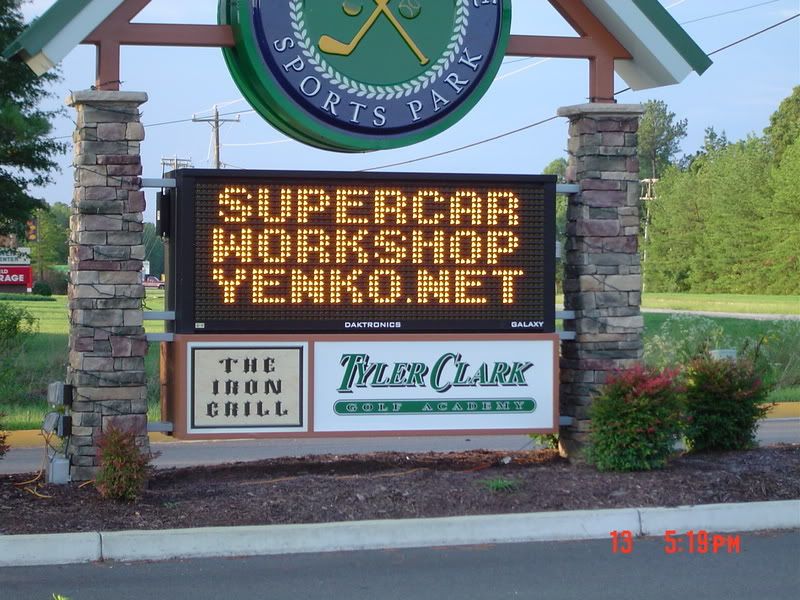 SPORTS PARK
SUPERCAR
WORKSHOP
YENKO.NET
DAKTRONICS GALAXY
THE
IRON
GRILL
TYLER CLARK
GOLF ACADEMY
13 5:19PM